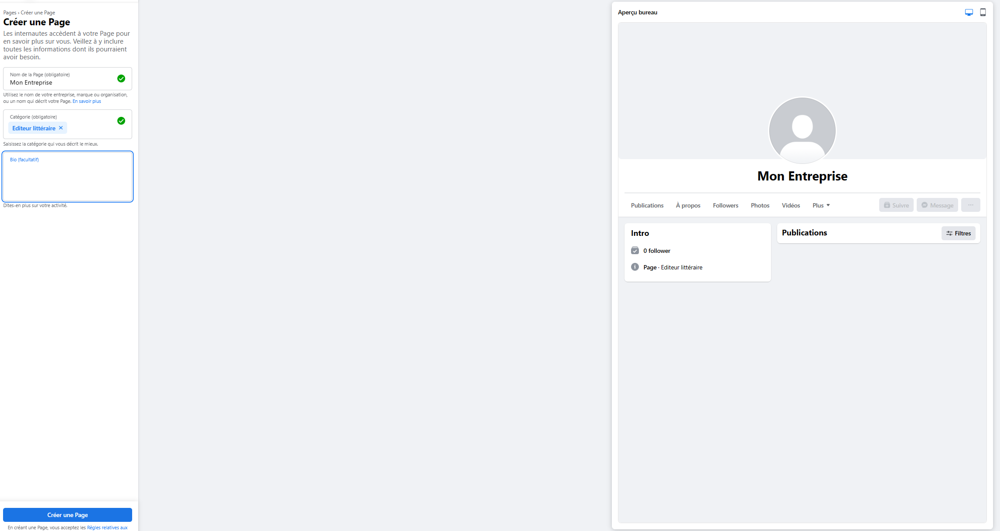 Pages › Créer une Page
Créer une Page
Les internautes accèdent à votre Page pour
en savoir plus sur vous. Veillez à y inclure
toutes les informations dont ils pourraient
avoir besoin.
Nom de la Page (obligatoire)
Mon Entreprise
Utilisez le nom de votre entreprise, marque ou organisation,
ou un nom qui décrit votre Page. En savoir plus
Catégorie (obligatoire)
Editeur littéraire
Saisissez la catégorie qui vous décrit le mieux.
Bio (facultatif)
Dites-en plus sur votre activité.
Créer une Page
En créant une Page, vous acceptez les Règles relatives aux
Aperçu bureau
Mon Entreprise
Publications À propos Followers Photos Vidéos Plus Suivre Message ...
Intro
0 follower
Page · Editeur littéraire
Publications
Filtres